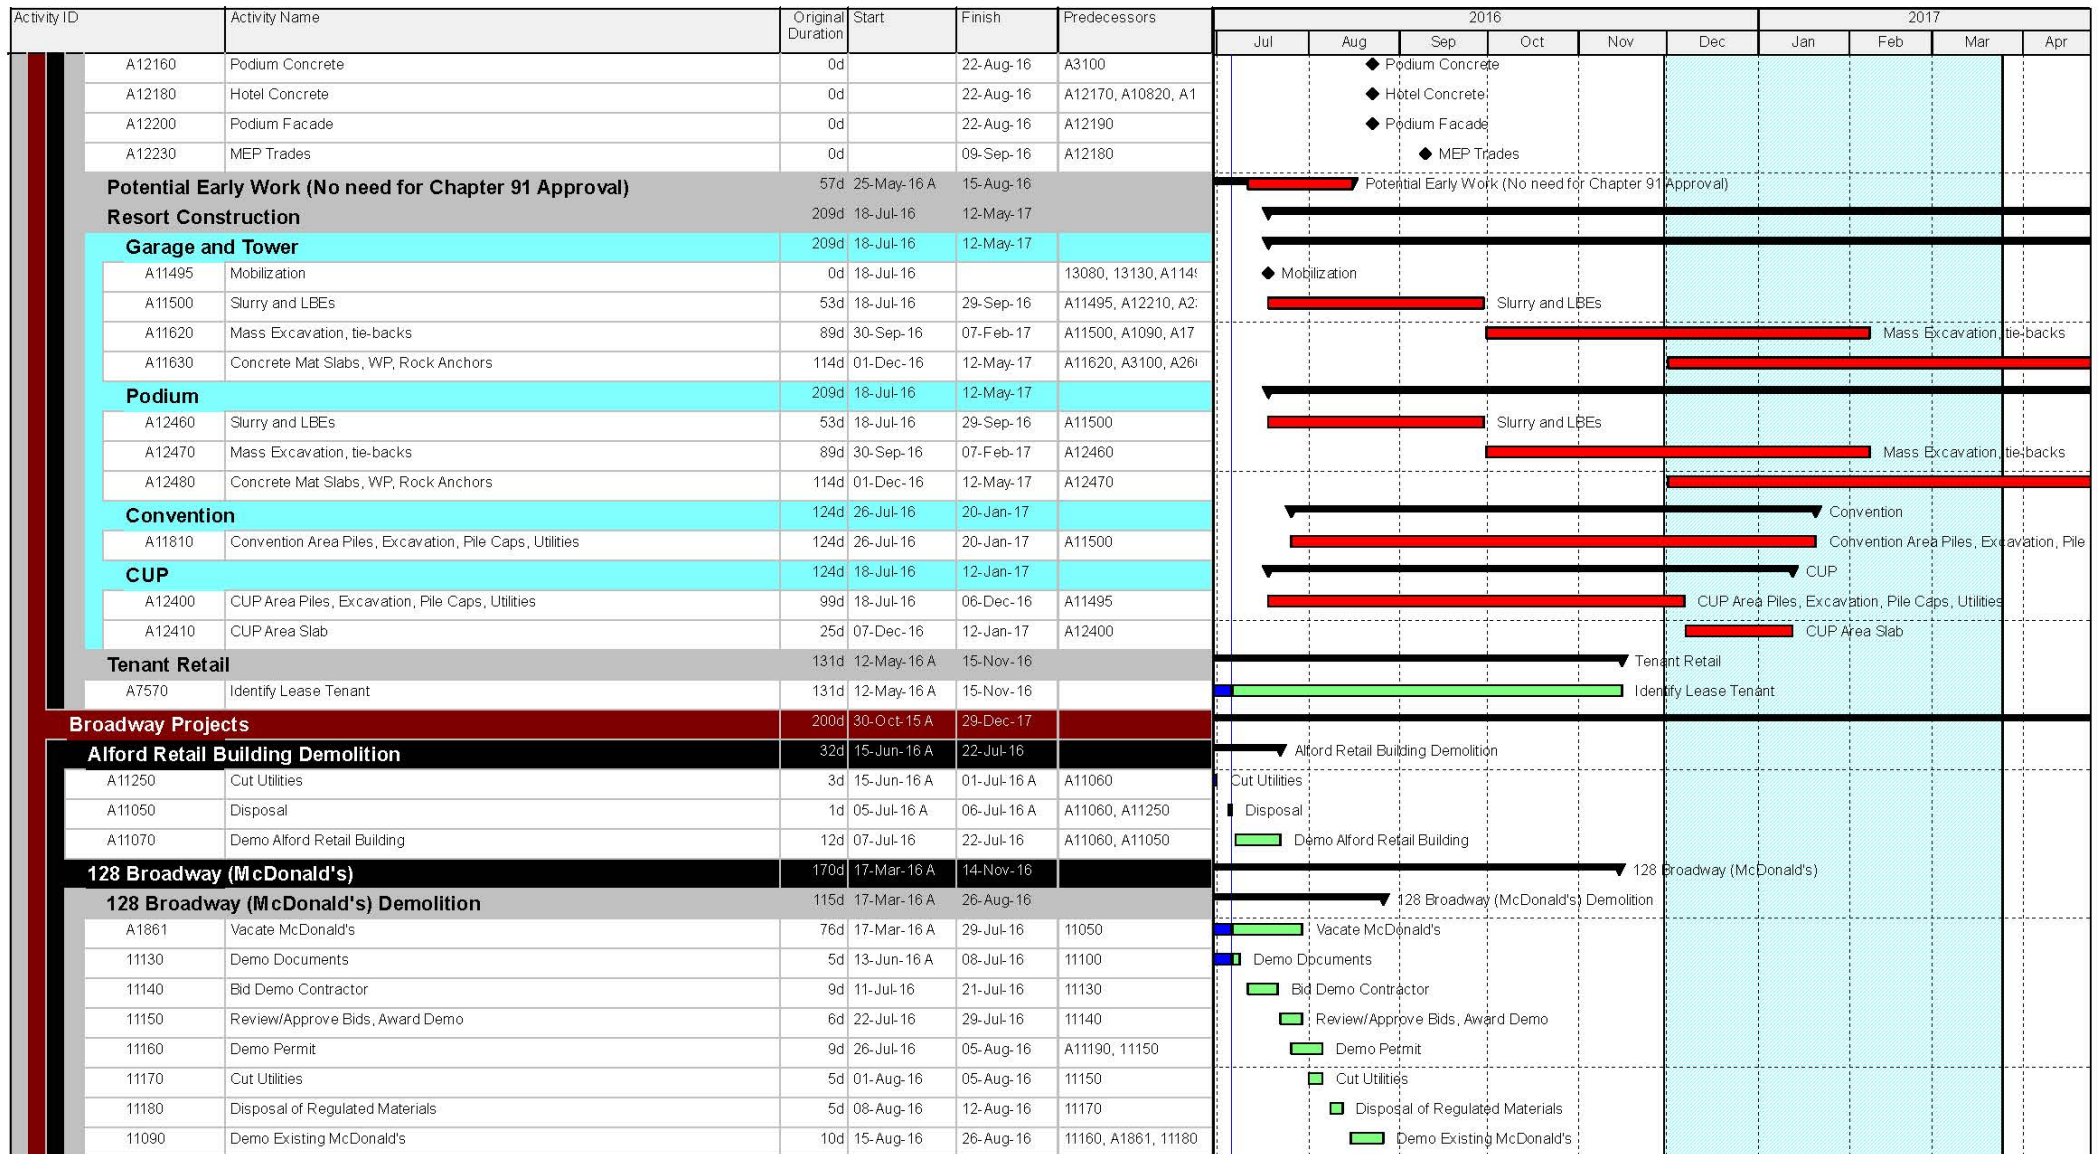 Activity ID Activity Name Original Duration Start Finish Predecessors 2016 2017
Jul Aug Sep Oct Nov Dec Jan Feb Mar Apr
A12160 Podium Concrete 0d 22-Aug-16 A3100 Podium Concrete
A12180 Hotel Concrete 0d 22-Aug-16 A12170, A10820, A1 Hotel Concrete
A12200 Podium Facade 0d 22-Aug-16 A12190 Podium Facade
A12230 MEP Trades 0d 09-Sep-16 A12180 MEP Trades
Potential Early Work (No need for Chapter 91 Approval) 57d 25-May-16 A 15-Aug-16 Potential Early Work (No need for Chapter 91 Approval)
Resort Construction 209d 18-Jul-16 12-May-17
Garage and Tower 209d 18-Jul-16 12-May-17
A11495 Mobilization 0d 18-Jul-16 13080, 13130, A114 Mobilization
A11500 Slurry and LBEs 53d 18-Jul-16 29-Sep-16 A11495, A12210, A2 Slurry and LBEs
A11620 Mass Excavation, tie-backs 89d 30-Sep-16 07-Feb-17 A11500, A1090, A17 Mass Excavation, tie-backs
A11630 Concrete Mat Slabs, WP, Rock Anchors 114d 01-Dec-16 12-May-17 A11620, A3100, A26
Podium 209d 18-Jul-16 12-May-17
A12460 Slurry and LBEs 53d 18-Jul-16 29-Sep-16 A11500 Slurry and LBEs
A12470 Mass Excavation, tie-backs 89d 30-Sep-16 07-Feb-17 A12460 Mass Excavation, tie-backs
A12480 Concrete Mat Slabs, WP, Rock Anchors 114d 01-Dec-16 12-May-17 A12470
Convention 124d 26-Jul-16 20-Jan-17 Convention
A11810 Convention Area Piles, Excavation, Pile Caps, Utilities 124d 26-Jul-16 20-Jan-17 A11500 Convention Area Piles, Excavation, Pile
CUP 124d 18-Jul-16 12-Jan-17 CUP
A12400 CUP Area Piles, Excavation, Pile Caps, Utilities 99d 18-Jul-16 06-Dec-16 A11495 CUP Area Piles, Excavation, Pile Caps, Utilities
A12410 CUP Area Slab 25d 07-Dec-16 12-Jan-17 A12400 CUP Area Slab
Tenant Retail 131d 12-May-16 A 15-Nov-16 Tenant Retail
A7570 Identify Lease Tenant 131d 12-May-16 A 15-Nov-16 Identify Lease Tenant
Broadway Projects 200d 30-Oct-15 A 29-Dec-17
Alford Retail Building Demolition 32d 15-Jun-16 A 22-Jul-16 Alford Retail Building Demolition
A11250 Cut Utilities 3d 15-Jun-16 A 01-Jul-16 A A11060 Cut Utilities
A11050 Disposal 1d 05-Jul-16 A 06-Jul-16 A A11060, A11250 Disposal
A11070 Demo Alford Retail Building 12d 07-Jul-16 22-Jul-16 A11060, A11050 Demo Alford Retail Building
128 Broadway (McDonald's) 170d 17-Mar-16 A 14-Nov-16 128 Broadway (McDonald's)
128 Broadway (McDonald's) Demolition 115d 17-Mar-16 A 26-Aug-16 128 Broadway (McDonald's) Demolition
A1861 Vacate McDonald's 76d 17-Mar-16 A 29-Jul-16 11050 Vacate McDonald's
11130 Demo Documents 5d 13-Jun-16 A 08-Jul-16 11100 Demo Documents
11140 Bid Demo Contractor 9d 11-Jul-16 21-Jul-16 11130 Bid Demo Contractor
11150 Review/Approve Bids, Award Demo 6d 22-Jul-16 29-Jul-16 11140 Review/Approve Bids, Award Demo
11160 Demo Permit 9d 26-Jul-16 05-Aug-16 A11190, 11150 Demo Permit
11170 Cut Utilities 5d 01-Aug-16 05-Aug-16 11150 Cut Utilities
11180 Disposal of Regulated Materials 5d 08-Aug-16 12-Aug-16 11170 Disposal of Regulated Materials
11090 Demo Existing McDonald's 10d 15-Aug-16 26-Aug-16 11160, A1861, 11180 Demo Existing McDonald's